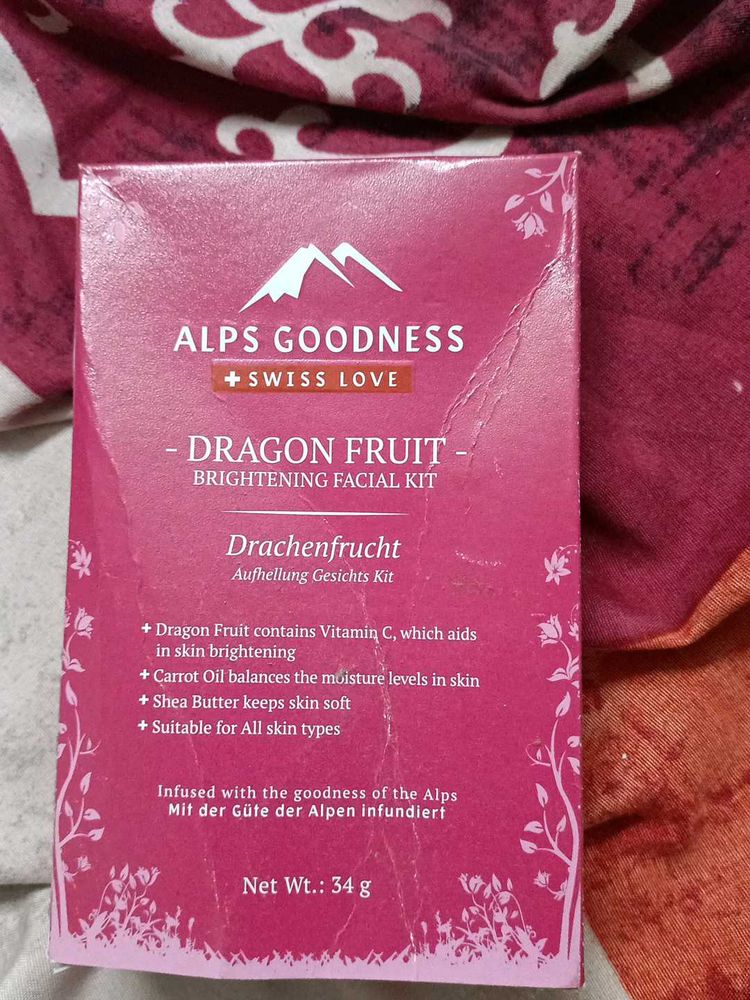 ALPS GOODNESS
+ SWISS LOVE
- DRAGON FRUIT -
BRIGHTENING FACIAL KIT
Drachenfrucht
Aufhellung Gesichts Kit
+ Dragon Fruit contains Vitamin C, which aids
in skin brightening
+ Carrot Oil balances the moisture levels in skin
+ Shea Butter keeps skin soft
+ Suitable for All skin types
Infused with the goodness of the Alps
Mit der Güte der Alpen infundiert
Net Wt.: 34 g